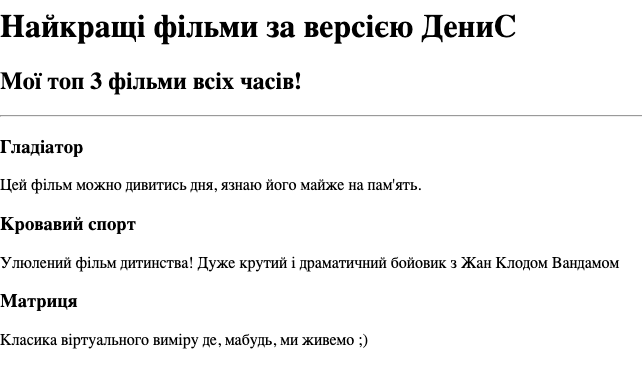 Найкращі фільми за версією ДениС
Мої топ 3 фільми всіх часів!
Гладіатор
Цей фільм можно дивитись дня, язнаю його майже на пам'ять.
Кровавий спорт
Улюлений фільм дитинства! Дуже крутий і драматичний бойовик з Жан Клодом Вандамом
Матриця
Класика віртуального виміру де, мабудь, ми живемо ;)